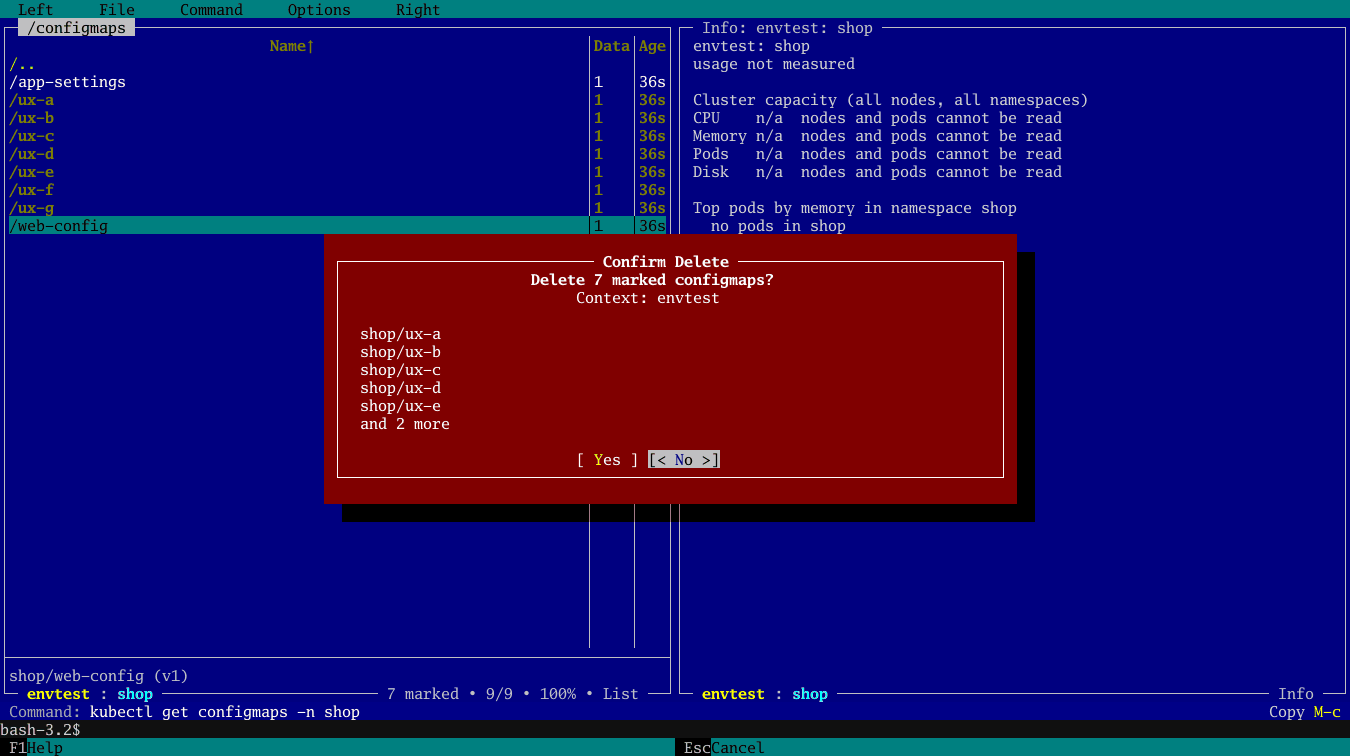 Left File Command Options Right
/configmaps
Name↑ Data Age
/..
/app-settings 1 36s
/ux-a 1 36s
/ux-b 1 36s
/ux-c 1 36s
/ux-d 1 36s
/ux-e 1 36s
/ux-f 1 36s
/ux-g 1 36s
/web-config 1 36s
Info: envtest: shop
envtest: shop
usage not measured
Cluster capacity (all nodes, all namespaces)
CPU n/a nodes and pods cannot be read
Memory n/a nodes and pods cannot be read
Pods n/a nodes and pods cannot be read
Disk n/a nodes and pods cannot be read
Top pods by memory in namespace shop
no pods in shop
Confirm Delete
Delete 7 marked configmaps?
Context: envtest
shop/ux-a
shop/ux-b
shop/ux-c
shop/ux-d
shop/ux-e
and 2 more
[ Yes ] [< No >]
shop/web-config (v1)
envtest : shop 7 marked • 9/9 • 100% • List
envtest : shop Info
Command: kubectl get configmaps -n shop Copy M-c
bash-3.2$
F1Help EscCancel